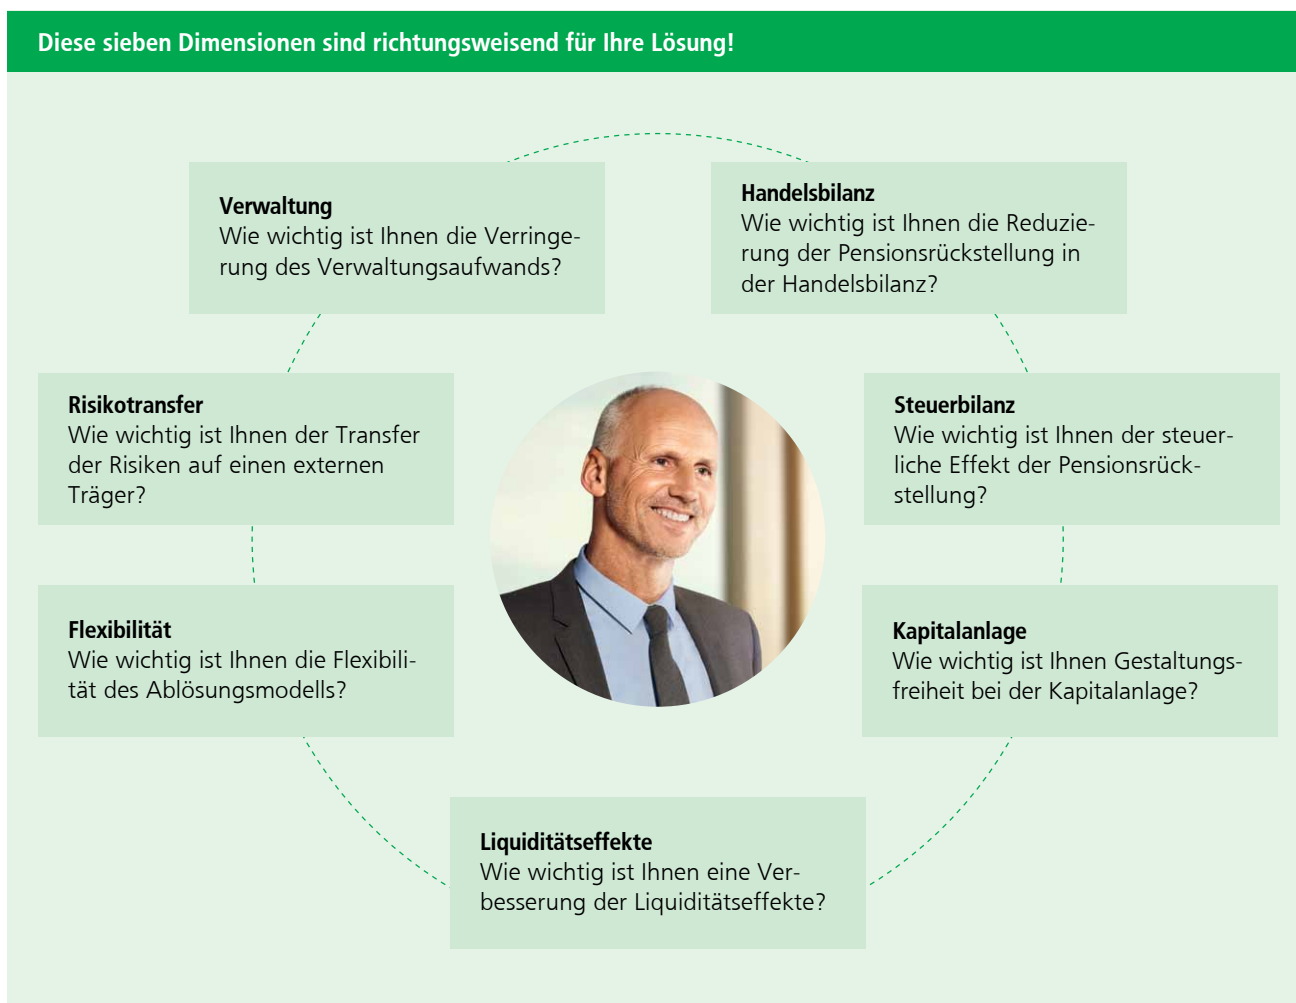 Diese sieben Dimensionen sind richtungsweisend für Ihre Lösung!
Verwaltung
Wie wichtig ist Ihnen die Verringe-
rung des Verwaltungsaufwands?
Handelsbilanz
Wie wichtig ist Ihnen die Reduzie-
rung der Pensionsrückstellung in
der Handelsbilanz?
Risikotransfer
Wie wichtig ist Ihnen der Transfer
der Risiken auf einen externen
Träger?
Steuerbilanz
Wie wichtig ist Ihnen der steuer-
liche Effekt der Pensionsrück-
stellung?
Flexibilität
Wie wichtig ist Ihnen die Flexibili-
tät des Ablösungsmodells?
Kapitalanlage
Wie wichtig ist Ihnen Gestaltungs-
freiheit bei der Kapitalanlage?
Liquiditätseffekte
Wie wichtig ist Ihnen eine Ver-
besserung der Liquiditätseffekte?